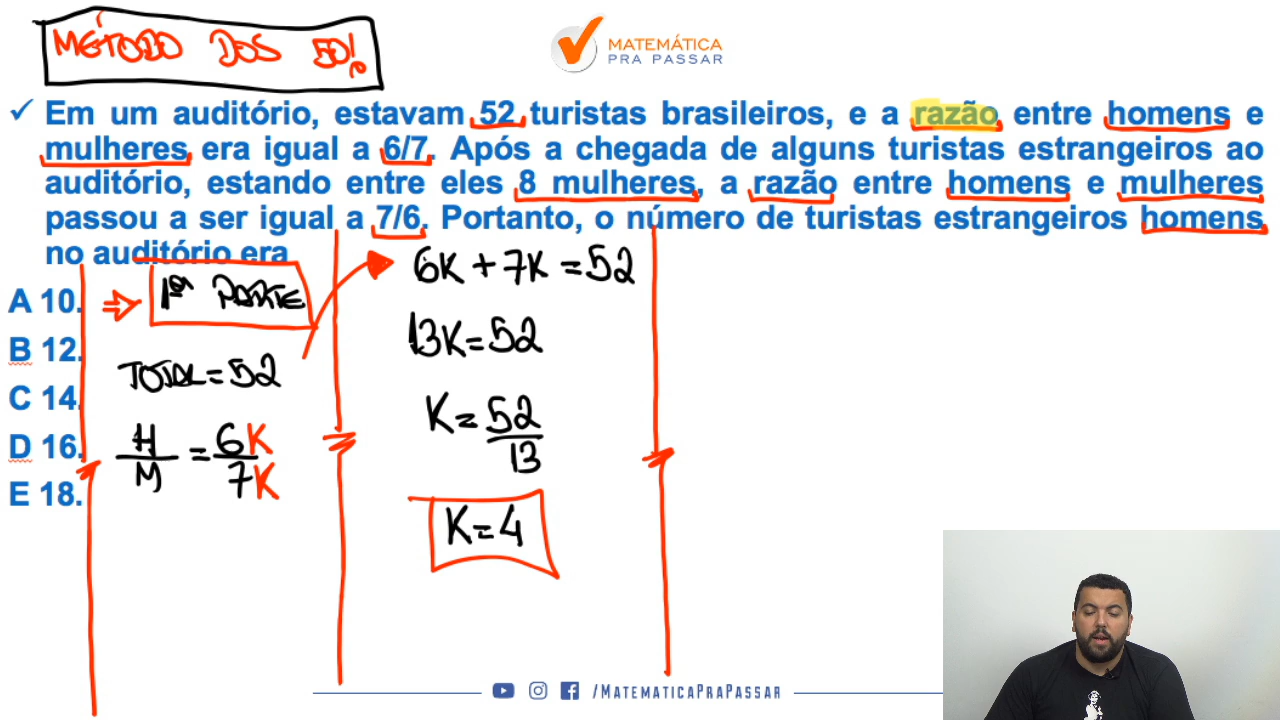 MÉTODO DOS 50!
MATEMÁTICA
PRA PASSAR
✓ Em um auditório, estavam 52 turistas brasileiros, e a razão entre homens e
mulheres era igual a 6/7. Após a chegada de alguns turistas estrangeiros ao
auditório, estando entre eles 8 mulheres, a razão entre homens e mulheres
passou a ser igual a 7/6. Portanto, o número de turistas estrangeiros homens
no auditório era
A 10.
B 12.
C 14.
D 16.
E 18.
⇒ 1ª PARTE
TOTAL = 52
H/M = 6K/7K
6K + 7K = 52
13K = 52
K = 52/13
K = 4
/MATEMATICAPRAPASSAR